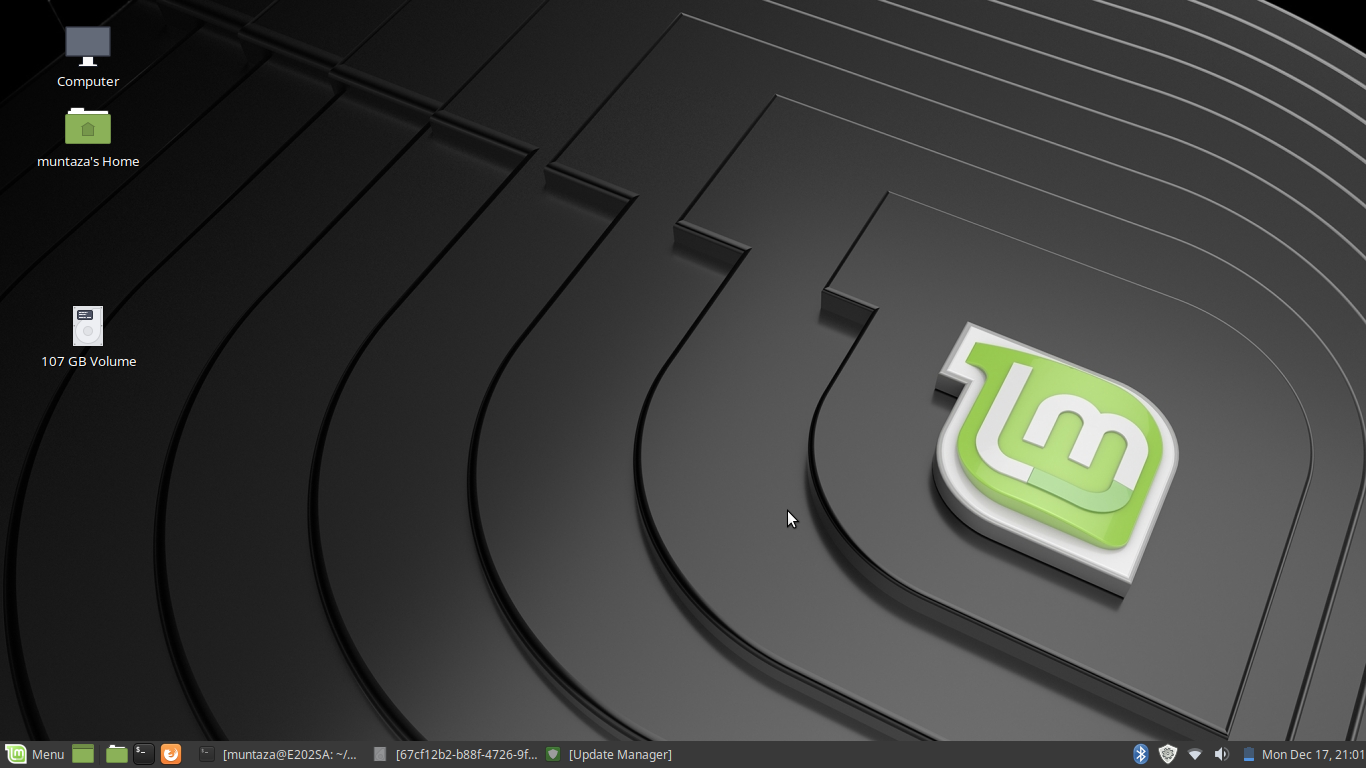 Computer
muntaza's Home
107 GB Volume
lm
Menu
$_
[muntaza@E202SA: ~/...
[67cf12b2-b88f-4726-9f...
[Update Manager]
Mon Dec 17, 21:01